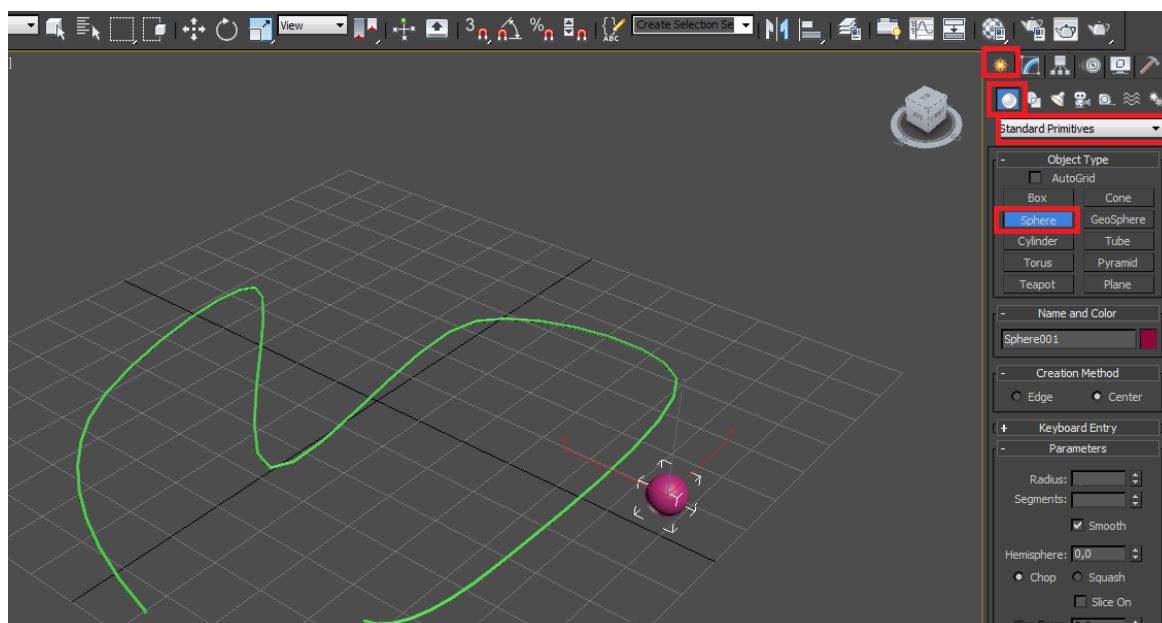 View
3
%
ABC
Create Selection Se
]
Standard Primitives
- Object Type
AutoGrid
Box Cone
Sphere GeoSphere
Cylinder Tube
Torus Pyramid
Teapot Plane
- Name and Color
Sphere001
- Creation Method
Edge Center
+ Keyboard Entry
- Parameters
Radius:
Segments:
Smooth
Hemisphere: 0,0
Chop Squash
Slice On